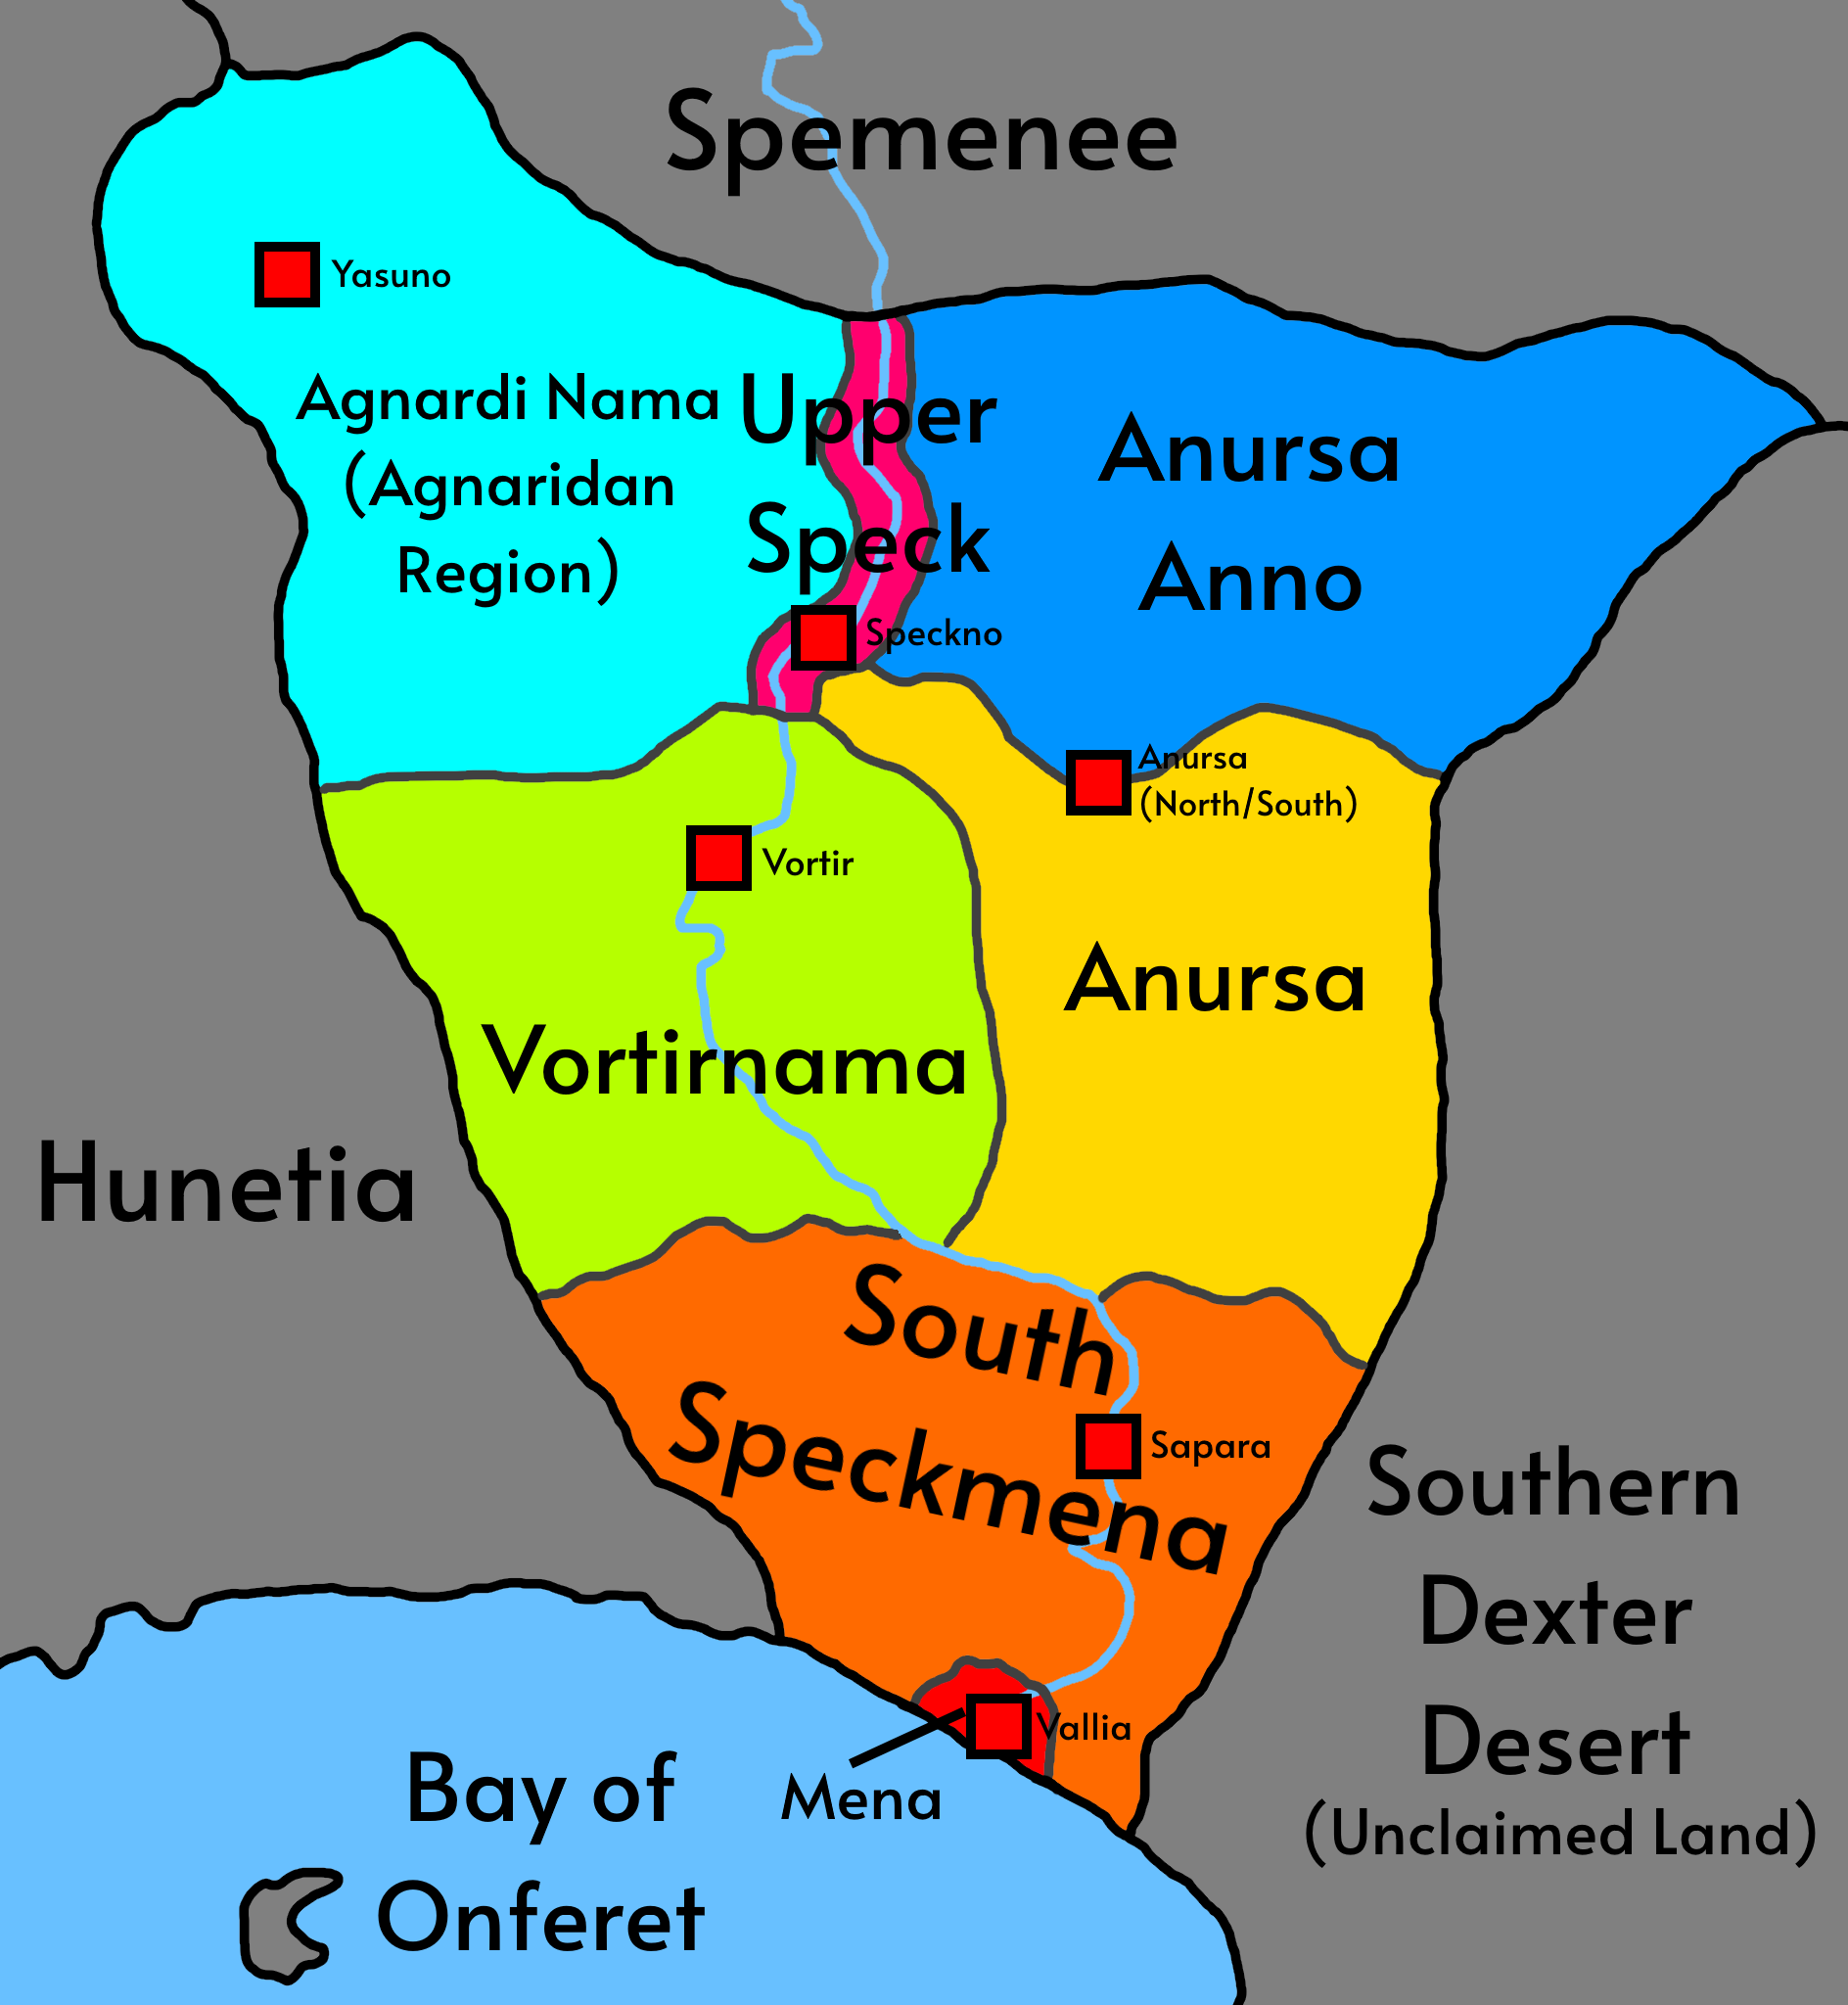 Spemenee
Yasuno
Agnardi Nama
(Agnaridan
Region)
Upper
Speck
Speckno
Anursa
Anno
Anursa
(North/South)
Vortir
Anursa
Vortirnama
Hunetia
South
Speckmena
Sapara
Southern
Dexter
Desert
(Unclaimed Land)
Vallia
Mena
Bay of
Onferet